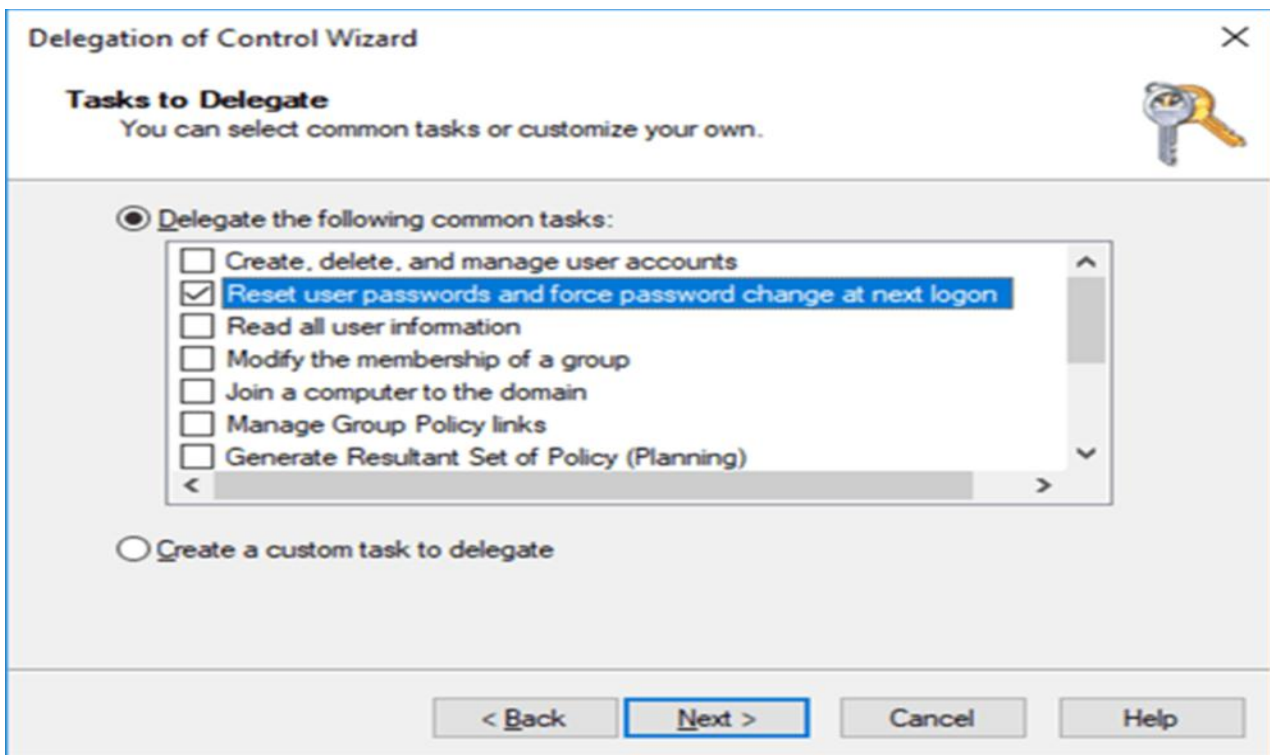 Delegation of Control Wizard
Tasks to Delegate
You can select common tasks or customize your own.
Delegate the following common tasks:
Create, delete, and manage user accounts
Reset user passwords and force password change at next logon
Read all user information
Modify the membership of a group
Join a computer to the domain
Manage Group Policy links
Generate Resultant Set of Policy (Planning)
Create a custom task to delegate
< Back Next > Cancel Help